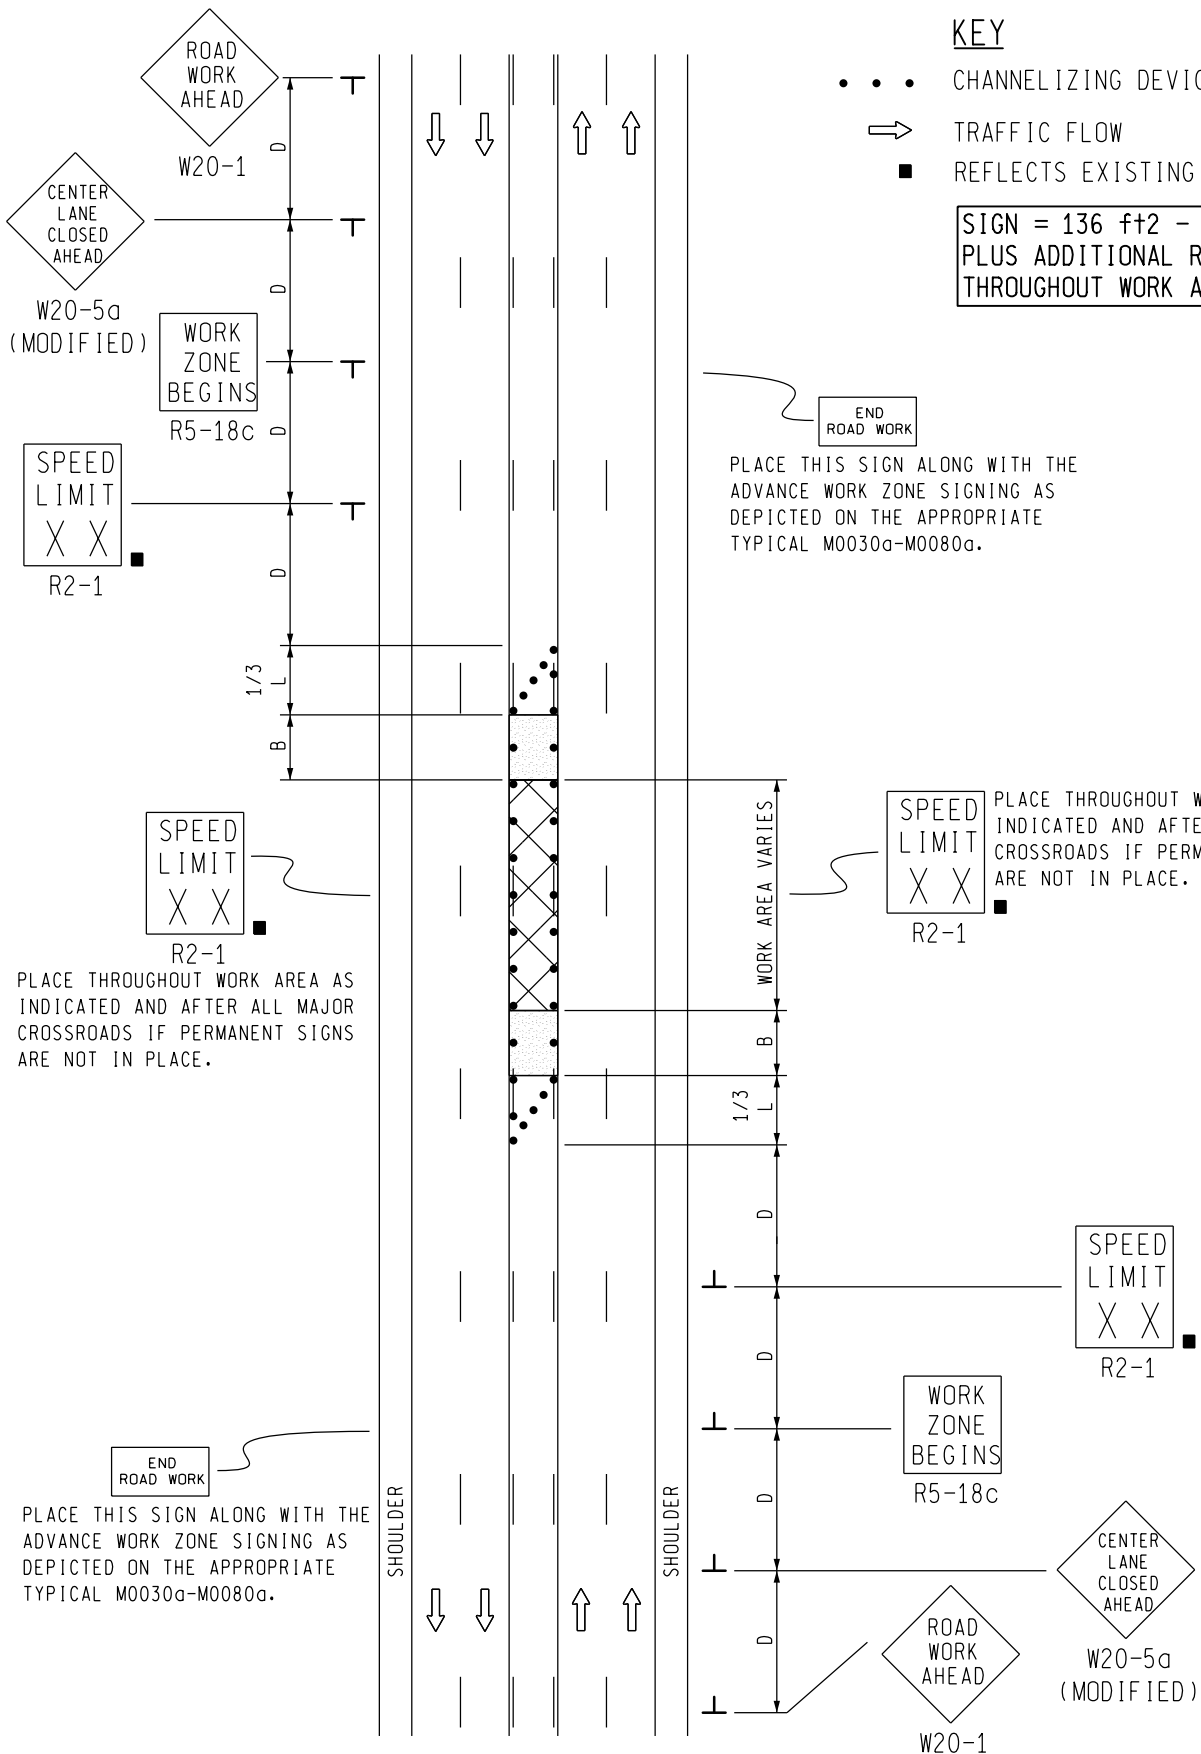 KEY
CHANNELIZING DEVIC
TRAFFIC FLOW
REFLECTS EXISTING
SIGN = 136 ft2 -
PLUS ADDITIONAL R
THROUGHOUT WORK A
ROAD
WORK
AHEAD
W20-1
D
CENTER
LANE
CLOSED
AHEAD
W20-5a
(MODIFIED)
D
WORK
ZONE
BEGINS
R5-18c
D
SPEED
LIMIT
X X
R2-1
D
END
ROAD WORK
PLACE THIS SIGN ALONG WITH THE
ADVANCE WORK ZONE SIGNING AS
DEPICTED ON THE APPROPRIATE
TYPICAL M0030a-M0080a.
1/3
L
B
SPEED
LIMIT
X X
R2-1
PLACE THROUGHOUT WORK AREA AS
INDICATED AND AFTER ALL MAJOR
CROSSROADS IF PERMANENT SIGNS
ARE NOT IN PLACE.
WORK AREA VARIES
SPEED
LIMIT
X X
R2-1
PLACE THROUGHOUT W
INDICATED AND AFTE
CROSSROADS IF PERM
ARE NOT IN PLACE.
B
1/3
L
D
SPEED
LIMIT
X X
R2-1
D
WORK
ZONE
BEGINS
R5-18c
D
END
ROAD WORK
PLACE THIS SIGN ALONG WITH THE
ADVANCE WORK ZONE SIGNING AS
DEPICTED ON THE APPROPRIATE
TYPICAL M0030a-M0080a.
SHOULDER
SHOULDER
CENTER
LANE
CLOSED
AHEAD
W20-5a
(MODIFIED)
D
ROAD
WORK
AHEAD
W20-1